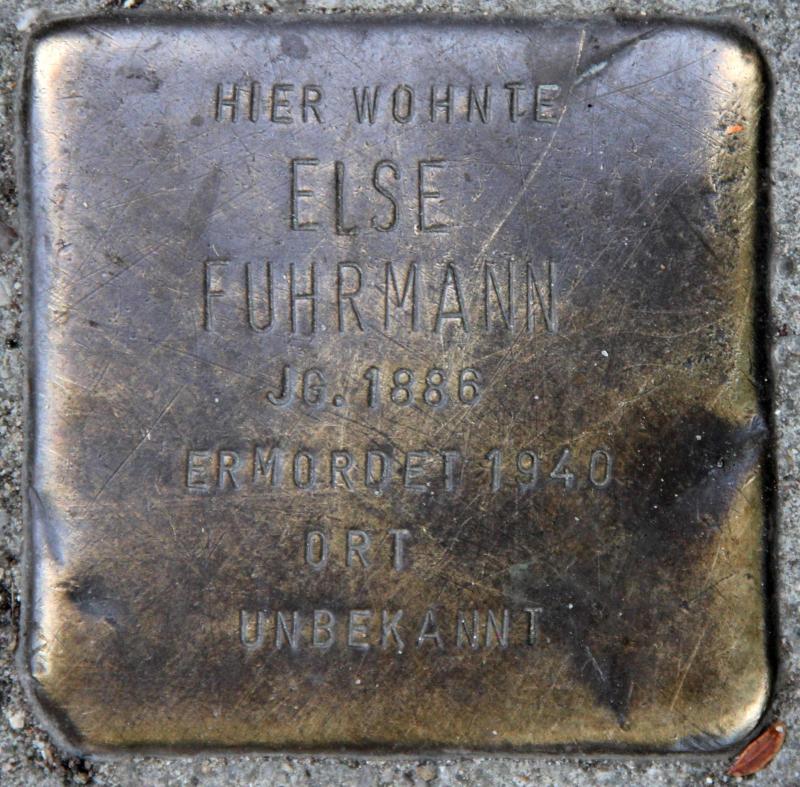 HIER WOHNTE
ELSE
FUHRMANN
JG. 1886
ERMORDET 1940
ORT
UNBEKANNT